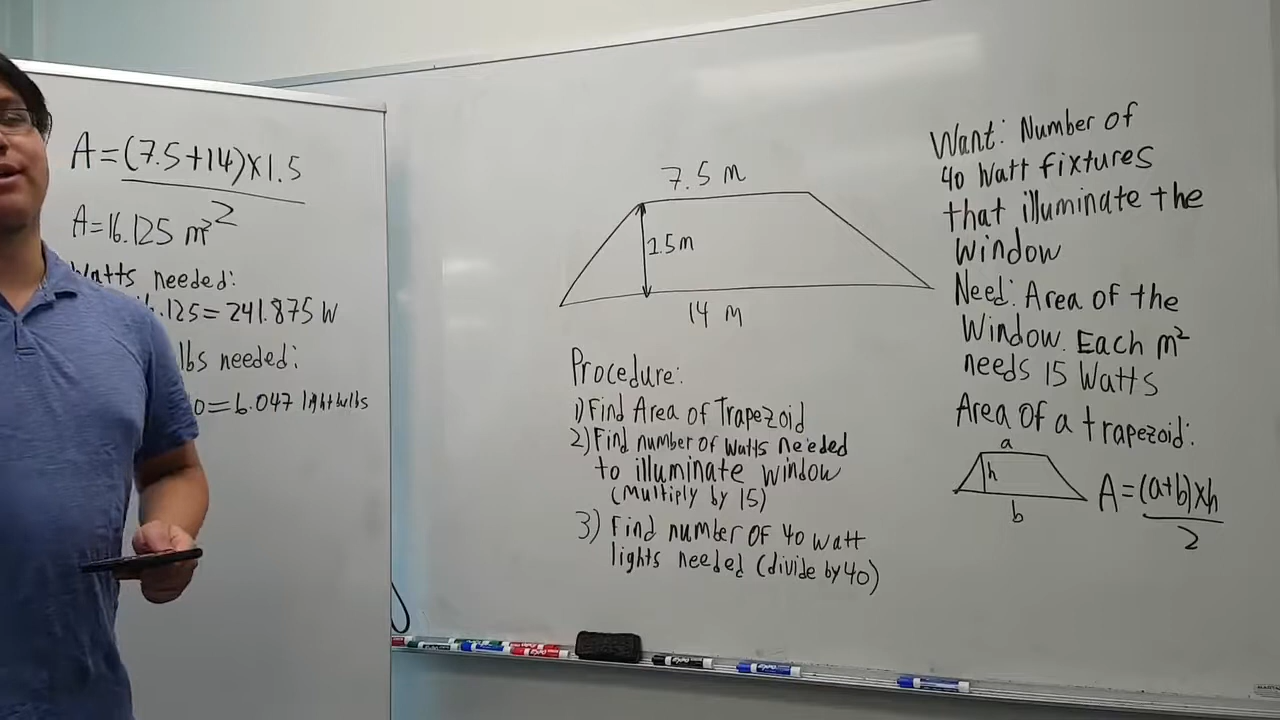 A=(7.5+14)×1.5
2
A=16.125 m²
Watts needed:
.125=241.875 W
lbs needed:
0=6.047 lightbulbs
7.5 m
1.5m
14 m
Procedure:
1) Find Area of Trapezoid
2) Find number of watts needed
to illuminate window
(Multiply by 15)
3) Find number of 40 watt
lights needed (divide by 40)
Want: Number of
40 Watt fixtures
that illuminate the
window
Need: Area of the
Window. Each m²
needs 15 Watts
Area of a trapezoid:
a
h
b
A=(a+b)×h
2